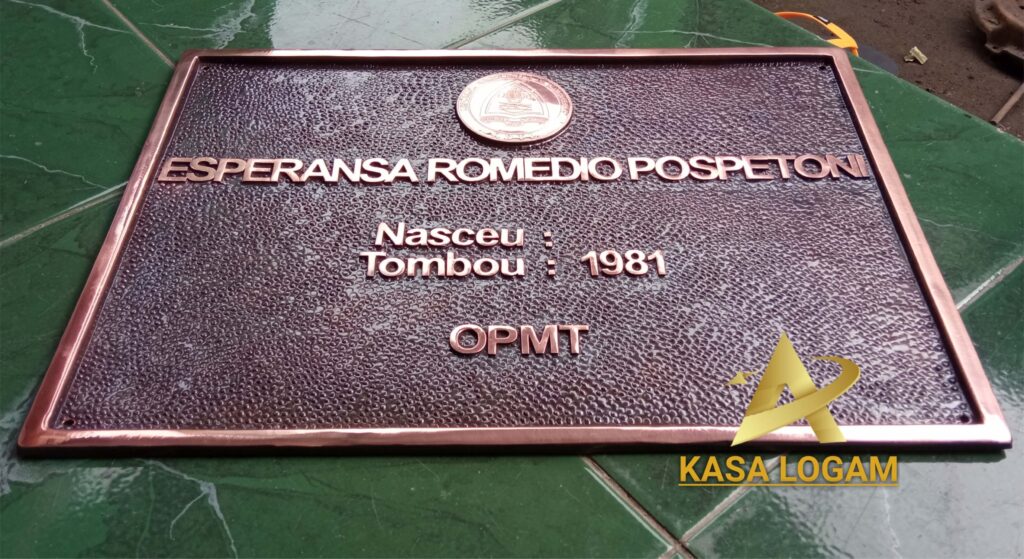 ESPERANSA ROMEDIO POSPETONI
Nasceu :
Tombou : 1981
OPMT
KASA LOGAM